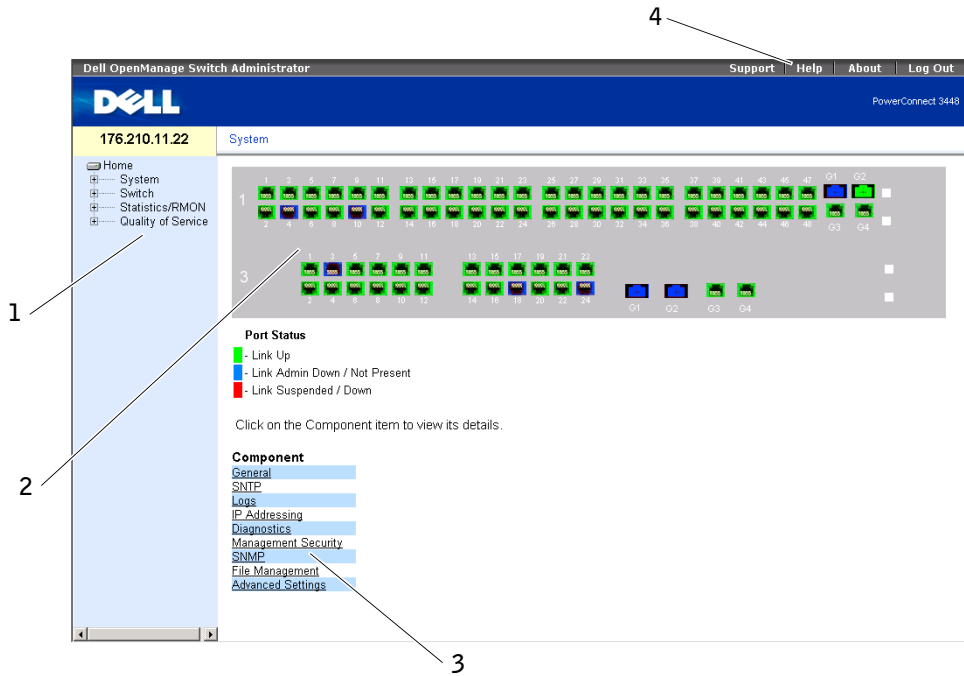 4
Dell OpenManage Switch Administrator
Support
Help
About
Log Out
DELL
PowerConnect 3448
176.210.11.22
System
Home
System
Switch
Statistics/RMON
Quality of Service
1 3 5 7 9 11 13 15 17 19 21 23 25 27 29 31 33 35 37 39 41 43 45 47 G1 G2
1
2 4 6 8 10 12 14 16 18 20 22 24 26 28 30 32 34 36 38 40 42 44 46 48 G3 G4
1 3 5 7 9 11 13 15 17 19 21 23
3
2 4 6 8 10 12 14 16 18 20 22 24 G1 G2 G3 G4
1
Port Status
- Link Up
- Link Admin Down / Not Present
- Link Suspended / Down
Click on the Component item to view its details.
Component
General
SNTP
2
Logs
IP Addressing
Diagnostics
Management Security
SNMP
File Management
Advanced Settings
3